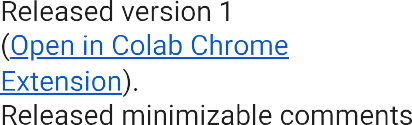 Released version 1
(Open in Colab Chrome
Extension).
Released minimizable comments